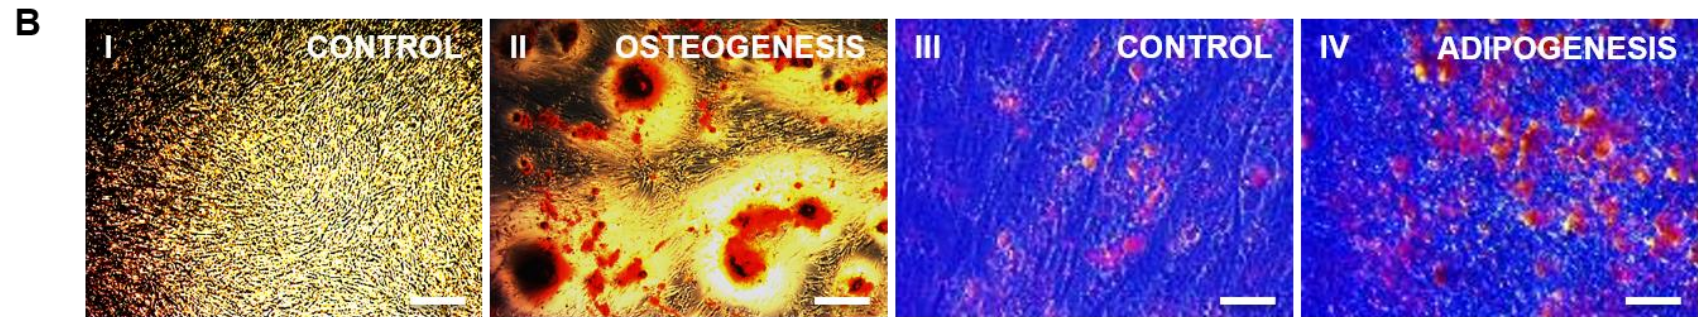 B
I CONTROL
II OSTEOGENESIS
III CONTROL
IV ADIPOGENESIS